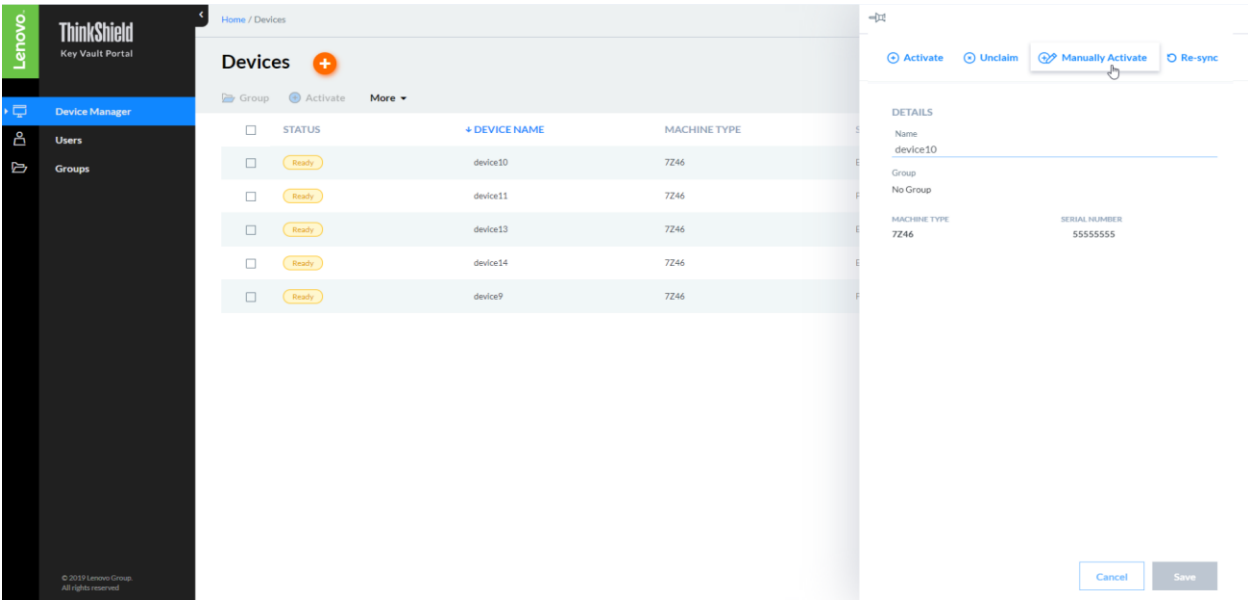 Lenovo.
ThinkShield
Key Vault Portal
Device Manager
Users
Groups
© 2019 Lenovo Group.
All rights reserved
Home / Devices
Devices
Group Activate More
STATUS DEVICE NAME MACHINE TYPE S
Ready device10 7Z46 E
Ready device11 7Z46 F
Ready device13 7Z46 E
Ready device14 7Z46 E
Ready device9 7Z46 F
Activate Unclaim Manually Activate Re-sync
DETAILS
Name
device10
Group
No Group
MACHINE TYPE SERIAL NUMBER
7Z46 55555555
Cancel Save